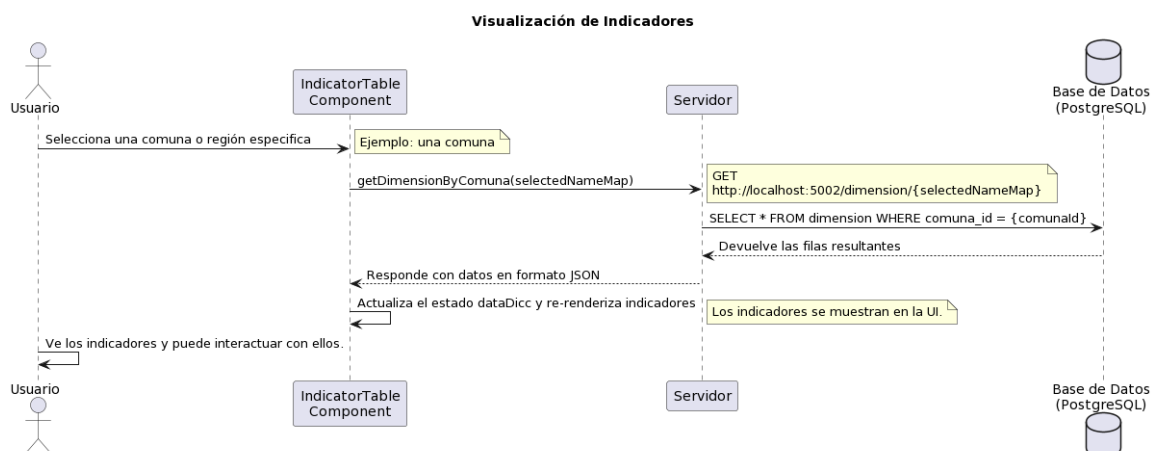 Visualización de Indicadores
Usuario
IndicatorTable
Component
Servidor
Base de Datos
(PostgreSQL)
Selecciona una comuna o región especifica
Ejemplo: una comuna
getDimensionByComuna(selectedNameMap)
GET
http://localhost:5002/dimension/{selectedNameMap}
SELECT * FROM dimension WHERE comuna_id = {comunaId}
Devuelve las filas resultantes
Responde con datos en formato JSON
Actualiza el estado dataDicc y re-renderiza indicadores
Los indicadores se muestran en la UI.
Ve los indicadores y puede interactuar con ellos.
Usuario
IndicatorTable
Component
Servidor
Base de Datos
(PostgreSQL)